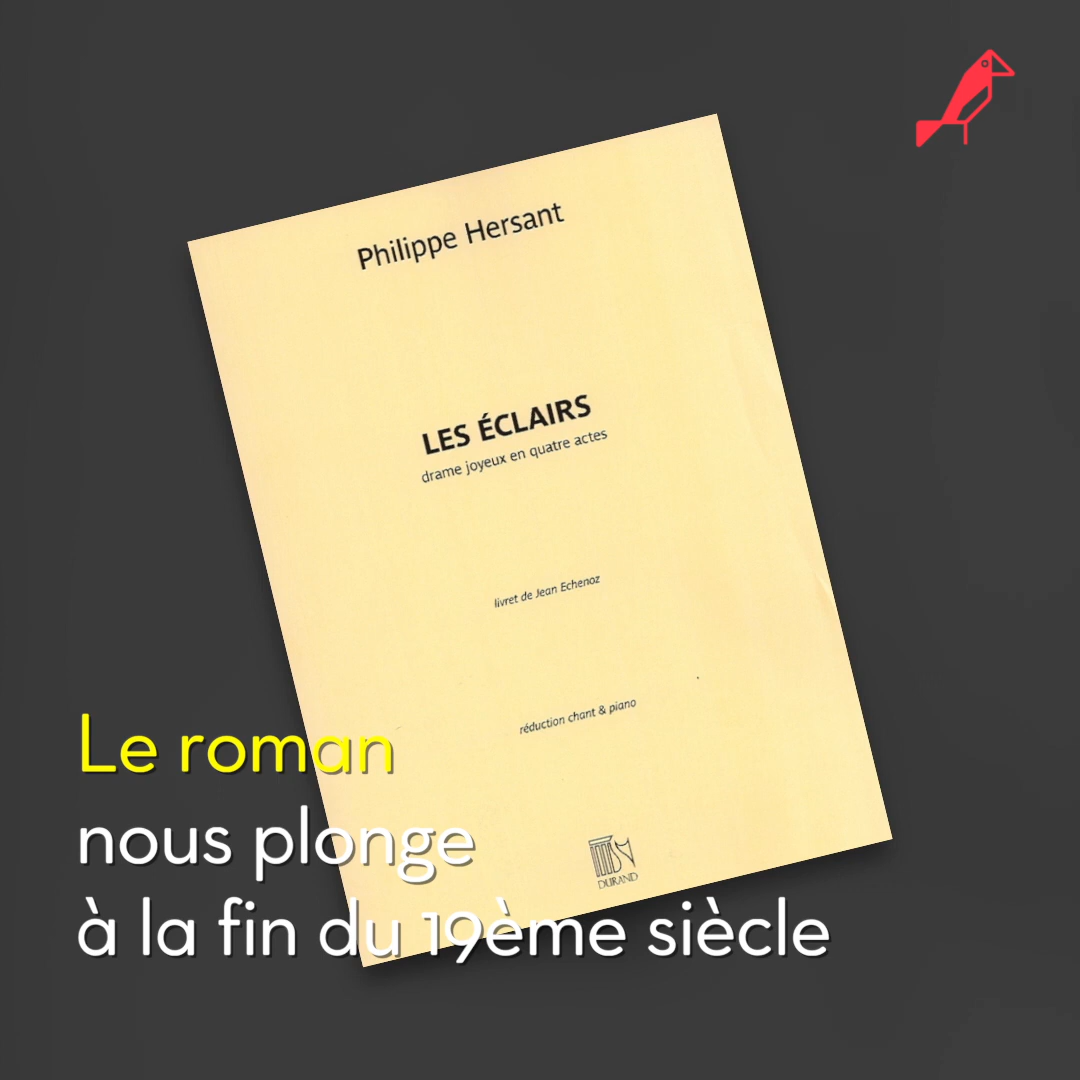 Philippe Hersant
LES ÉCLAIRS
drame joyeux en quatre actes
livret de Jean Echenoz
réduction chant & piano
DURAND
Le roman
nous plonge
à la fin du 19ème siècle